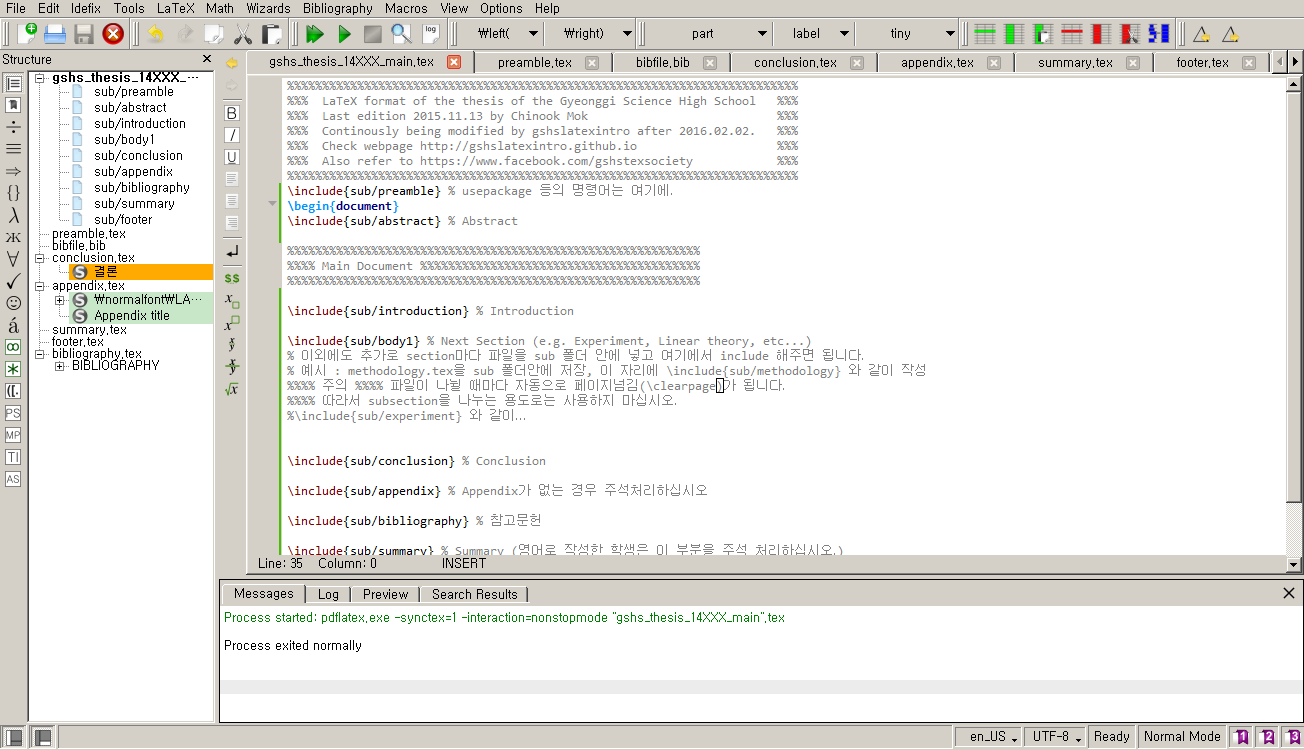 File Edit Idefix Tools LaTeX Math Wizards Bibliography Macros View Options Help
log ₩left( ₩right) part label tiny
Structure
gshs_thesis_14XXX_...
sub/preamble
sub/abstract
sub/introduction
sub/body1
sub/conclusion
sub/appendix
sub/bibliography
sub/summary
sub/footer
preamble.tex
bibfile.bib
conclusion.tex
S 결론
appendix.tex
S ₩normalfont₩LA...
S Appendix title
summary.tex
footer.tex
bibliography.tex
BIBLIOGRAPHY
{}
λ
ж
∀
á
PS
MP
TI
AS
B
I
U
$$
gshs_thesis_14XXX_main.tex preamble.tex bibfile.bib conclusion.tex appendix.tex summary.tex footer.tex
%%%%%%%%%%%%%%%%%%%%%%%%%%%%%%%%%%%%%%%%%%%%%%%%%%%%%%%%%%%%%%%%%%%%%%%%%%%
%%% LaTeX format of the thesis of the Gyeonggi Science High School %%%
%%% Last edition 2015.11.13 by Chinook Mok %%%
%%% Continously being modified by gshslatexintro after 2016.02.02. %%%
%%% Check webpage http://gshslatexintro.github.io %%%
%%% Also refer to https://www.facebook.com/gshstexsociety %%%
%%%%%%%%%%%%%%%%%%%%%%%%%%%%%%%%%%%%%%%%%%%%%%%%%%%%%%%%%%%%%%%%%%%%%%%%%%%
\include{sub/preamble} % usepackage 등의 명령어는 여기에.
\begin{document}
\include{sub/abstract} % Abstract
%%%%%%%%%%%%%%%%%%%%%%%%%%%%%%%%%%%%%%%%%%%%%%%%%%%%%%%%%%%
%%%% Main Document %%%%%%%%%%%%%%%%%%%%%%%%%%%%%%%%%%%%%%%%
%%%%%%%%%%%%%%%%%%%%%%%%%%%%%%%%%%%%%%%%%%%%%%%%%%%%%%%%%%%
\include{sub/introduction} % Introduction
\include{sub/body1} % Next Section (e.g. Experiment, Linear theory, etc...)
% 이외에도 추가로 section마다 파일을 sub 폴더 안에 넣고 여기에서 include 해주면 됩니다.
% 예시 : methodology.tex을 sub 폴더안에 저장, 이 자리에 \include{sub/methodology} 와 같이 작성
%%%% 주의 %%%% 파일이 나뉠 때마다 자동으로 페이지넘김(\clearpage)가 됩니다.
%%%% 따라서 subsection을 나누는 용도로는 사용하지 마십시오.
%\include{sub/experiment} 와 같이...
\include{sub/conclusion} % Conclusion
\include{sub/appendix} % Appendix가 없는 경우 주석처리하십시오
\include{sub/bibliography} % 참고문헌
\include{sub/summary} % Summary (영어로 작성한 학생은 이 부분을 주석 처리하십시오.)
Line: 35 Column: 0 INSERT
Messages Log Preview Search Results
Process started: pdflatex.exe -synctex=1 -interaction=nonstopmode "gshs_thesis_14XXX_main".tex
Process exited normally
en_US UTF-8 Ready Normal Mode 1 2 3